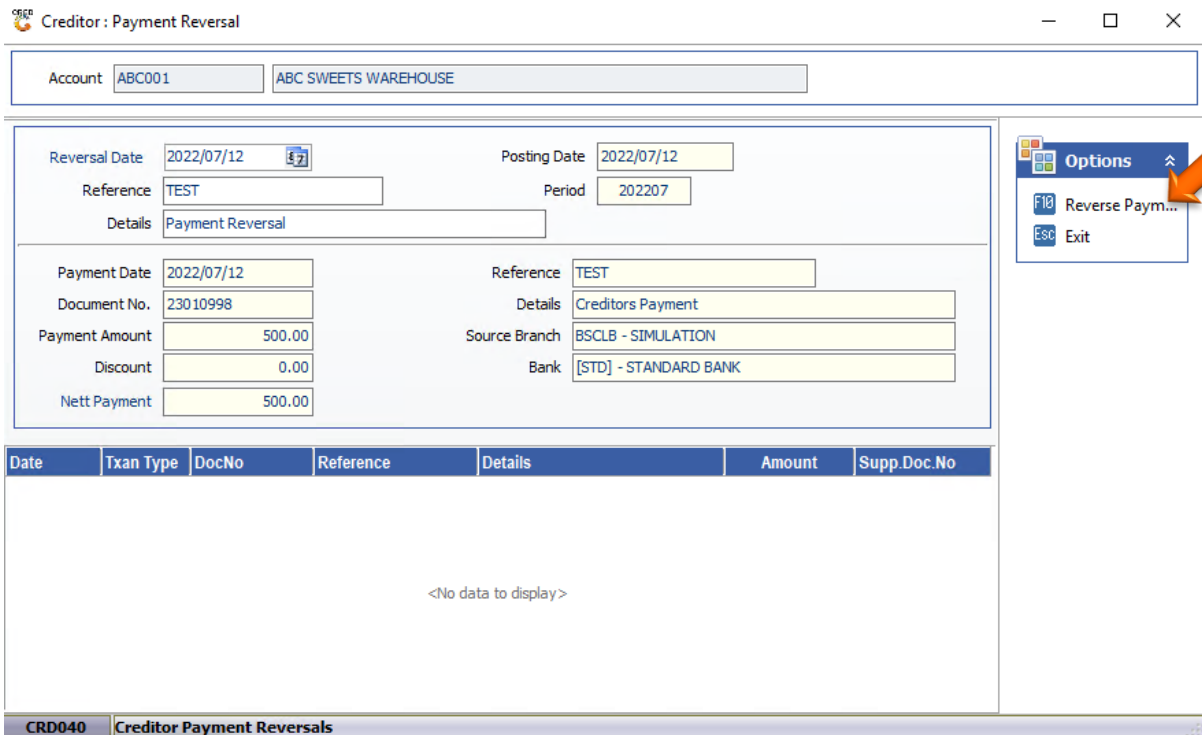 CRED Creditor : Payment Reversal
Account ABC001 ABC SWEETS WAREHOUSE
Reversal Date 2022/07/12 Posting Date 2022/07/12
Reference TEST Period 202207
Details Payment Reversal
Payment Date 2022/07/12 Reference TEST
Document No. 23010998 Details Creditors Payment
Payment Amount 500.00 Source Branch BSCLB - SIMULATION
Discount 0.00 Bank [STD] - STANDARD BANK
Nett Payment 500.00
Options
F10 Reverse Paym...
Esc Exit
Date Txan Type DocNo Reference Details Amount Supp.Doc.No
<No data to display>
CRD040 Creditor Payment Reversals